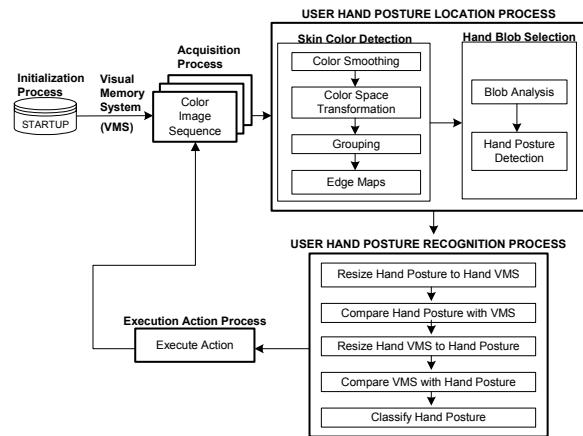 USER HAND POSTURE LOCATION PROCESS
Initialization
Process
STARTUP
Visual
Memory
System
(VMS)
Acquisition
Process
Color
Image
Sequence
Skin Color Detection
Color Smoothing
Color Space
Transformation
Grouping
Edge Maps
Hand Blob Selection
Blob Analysis
Hand Posture
Detection
USER HAND POSTURE RECOGNITION PROCESS
Resize Hand Posture to Hand VMS
Compare Hand Posture with VMS
Resize Hand VMS to Hand Posture
Compare VMS with Hand Posture
Classify Hand Posture
Execution Action Process
Execute Action